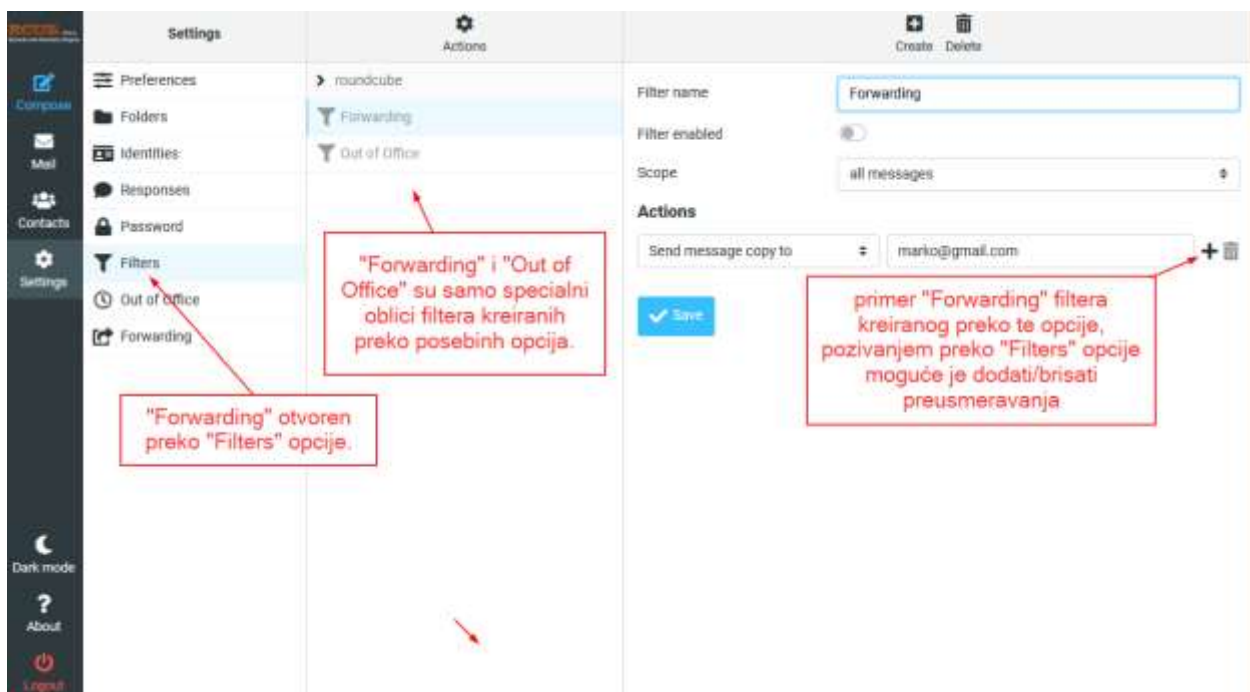 Settings
Actions
Create Delete
Compose
Mail
Contacts
Settings
Dark mode
About
Logout
Preferences
Folders
Identities
Responses
Password
Filters
Out of Office
Forwarding
roundcube
Forwarding
Out of Office
Filter name
Forwarding
Filter enabled
Scope
all messages
Actions
Send message copy to
marko@gmail.com
Save
"Forwarding" i "Out of
Office" su samo specialni
oblici filtera kreiranih
preko posebinh opcija.
"Forwarding" otvoren
preko "Filters" opcije.
primer "Forwarding" filtera
kreiranog preko te opcije,
pozivanjem preko "Filters" opcije
moguće je dodati/brisati
preusmeravanja